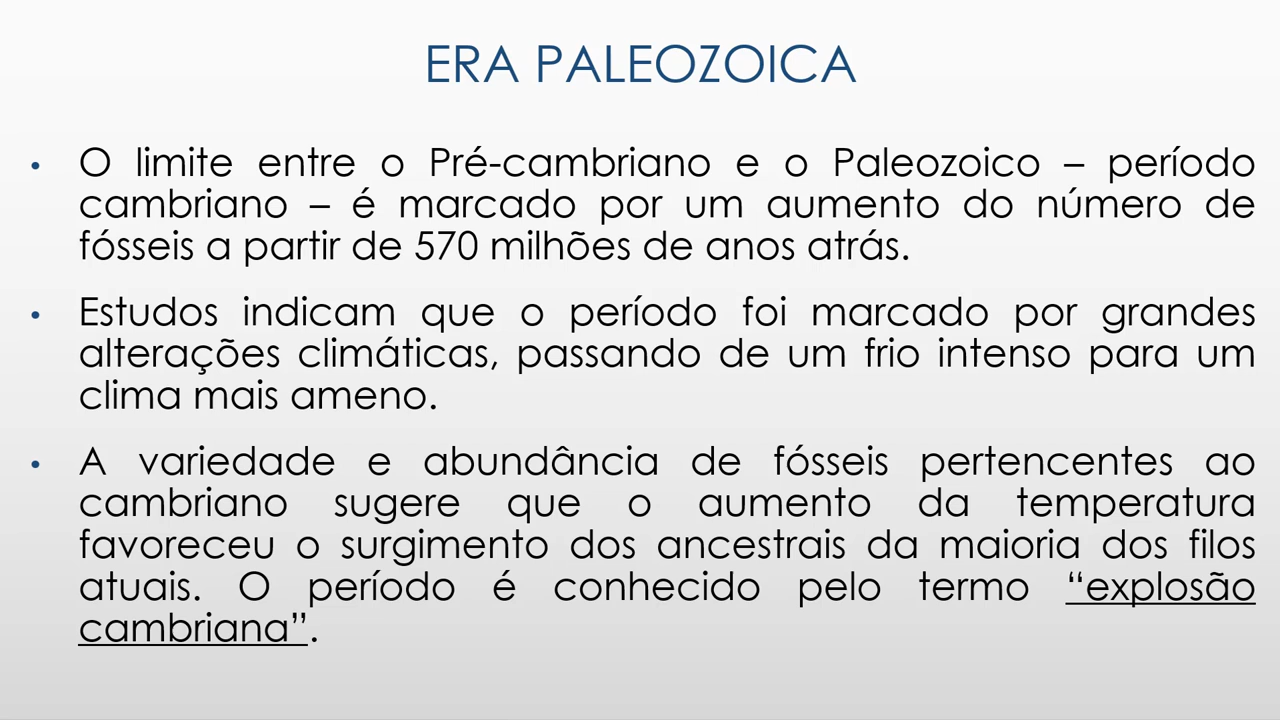 ERA PALEOZOICA
• O limite entre o Pré-cambriano e o Paleozoico – período
cambriano – é marcado por um aumento do número de
fósseis a partir de 570 milhões de anos atrás.
• Estudos indicam que o período foi marcado por grandes
alterações climáticas, passando de um frio intenso para um
clima mais ameno.
• A variedade e abundância de fósseis pertencentes ao
cambriano sugere que o aumento da temperatura
favoreceu o surgimento dos ancestrais da maioria dos filos
atuais. O período é conhecido pelo termo “explosão
cambriana”.